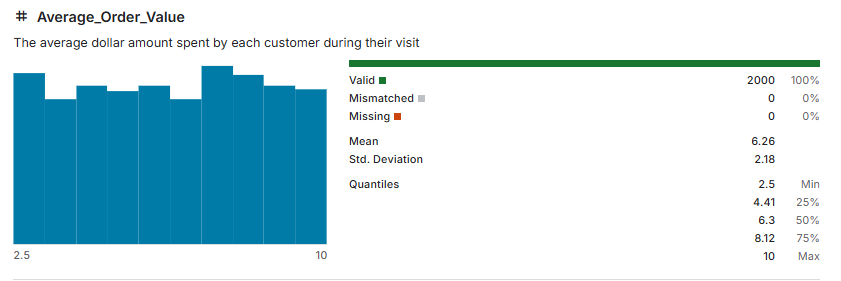 # Average_Order_Value
The average dollar amount spent by each customer during their visit
2.5 10
Valid 2000 100%
Mismatched 0 0%
Missing 0 0%
Mean 6.26
Std. Deviation 2.18
Quantiles 2.5 Min
4.41 25%
6.3 50%
8.12 75%
10 Max